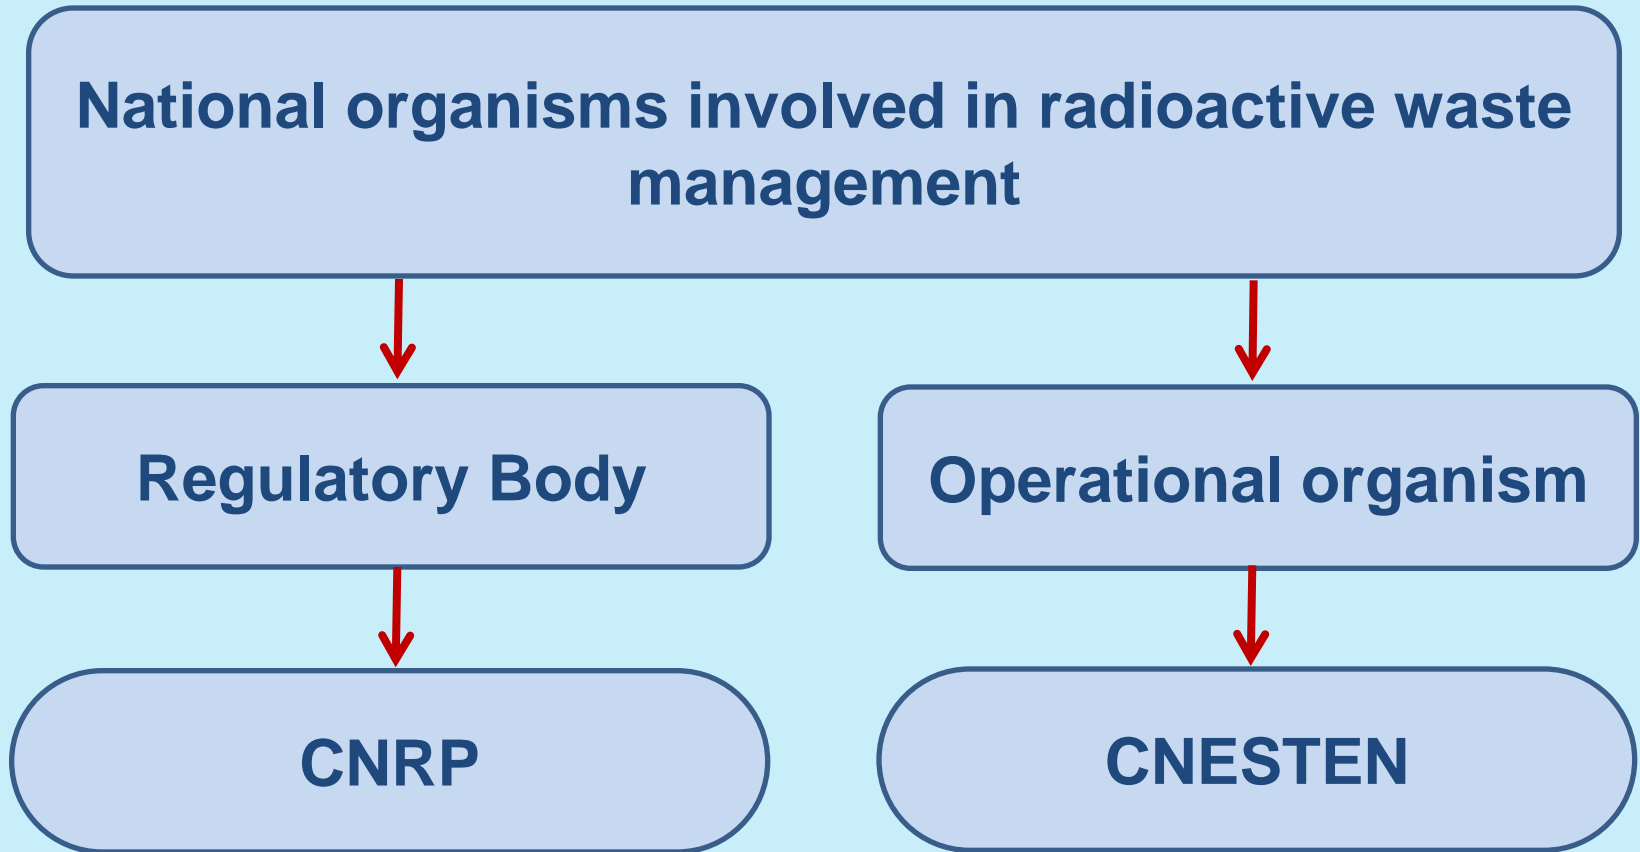 National organisms involved in radioactive waste
management
Regulatory Body
Operational organism
CNRP
CNESTEN